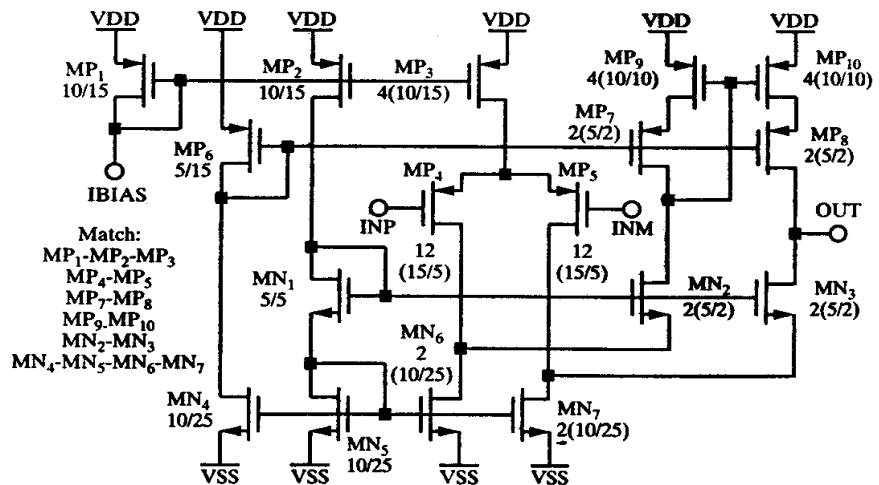 VDD VDD VDD VDD VDD VDD
MP1 10/15
MP2 10/15
MP3 4(10/15)
MP9 4(10/10)
MP10 4(10/10)
MP6 5/15
MP7 2(5/2)
MP8 2(5/2)
IBIAS
MP4
MP5
INP
INM
OUT
12 (15/5)
12 (15/5)
Match:
MP1-MP2-MP3
MP4-MP5
MP7-MP8
MP9-MP10
MN2-MN3
MN4-MN5-MN6-MN7
MN1 5/5
MN2 2(5/2)
MN3 2(5/2)
MN6 2 (10/25)
MN4 10/25
MN5 10/25
MN7 2(10/25)
VSS VSS VSS VSS